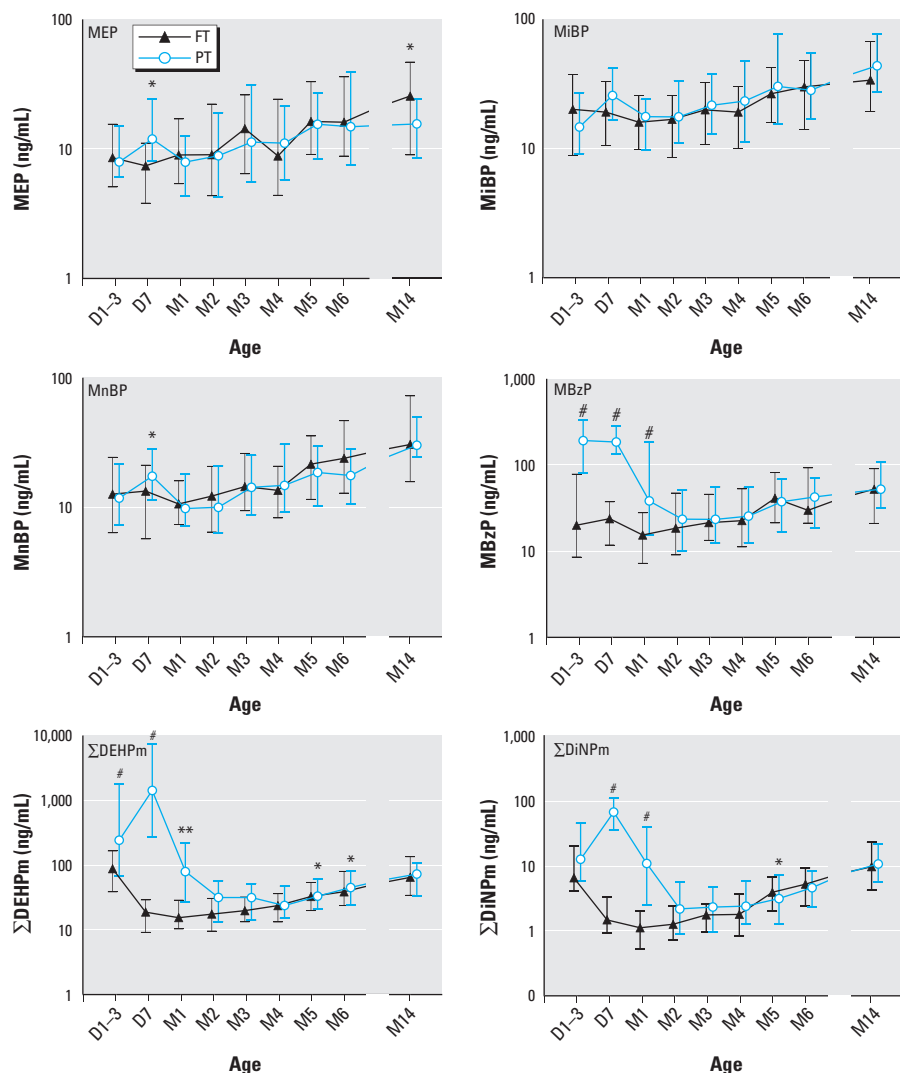 MEP
FT
PT
100
10
1
MEP (ng/mL)
*
*
D1–3 D7 M1 M2 M3 M4 M5 M6 M14
Age
MiBP
100
10
1
MiBP (ng/mL)
D1–3 D7 M1 M2 M3 M4 M5 M6 M14
Age
MnBP
100
10
1
MnBP (ng/mL)
*
D1–3 D7 M1 M2 M3 M4 M5 M6 M14
Age
MBzP
1,000
100
10
1
MBzP (ng/mL)
# # #
D1–3 D7 M1 M2 M3 M4 M5 M6 M14
Age
∑DEHPm
10,000
1,000
100
10
1
∑DEHPm (ng/mL)
# # ** * *
D1–3 D7 M1 M2 M3 M4 M5 M6 M14
Age
∑DiNPm
1,000
100
10
1
0
∑DiNPm (ng/mL)
# # *
D1–3 D7 M1 M2 M3 M4 M5 M6 M14
Age